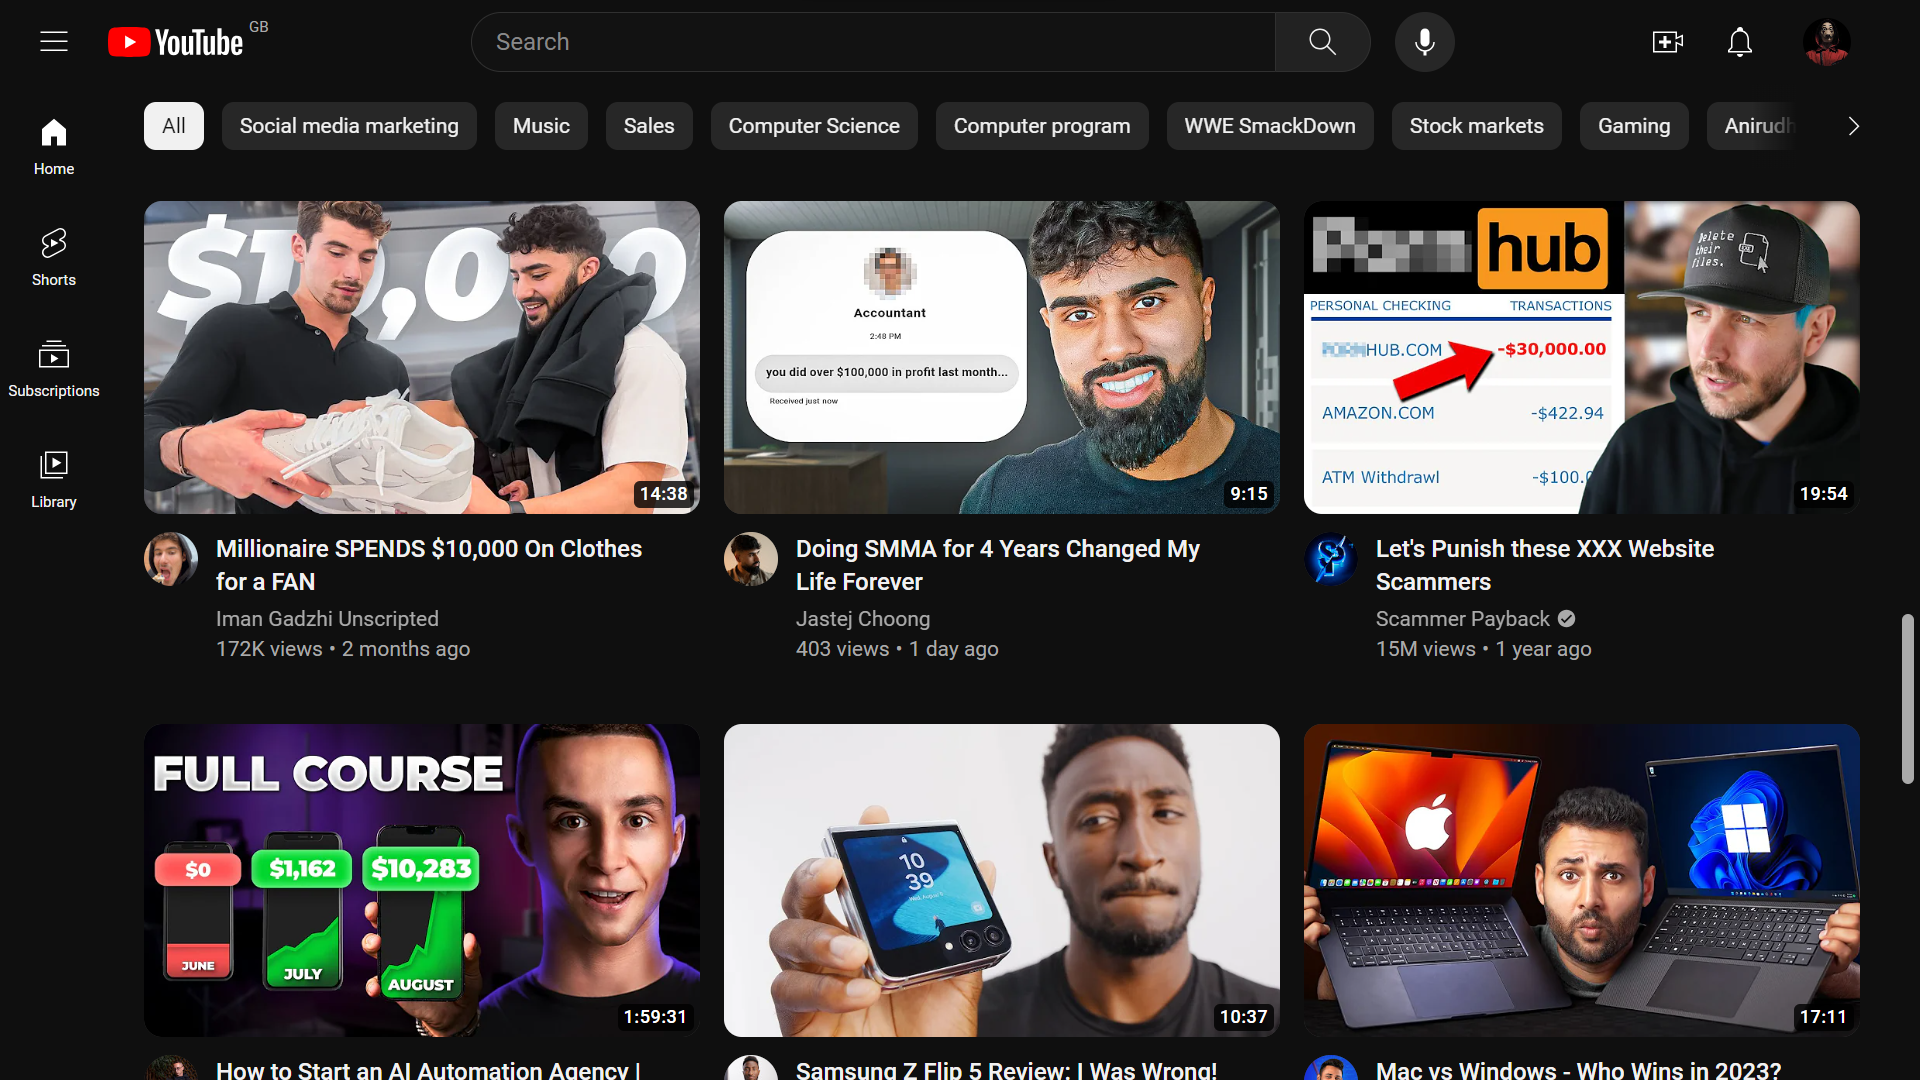 YouTube GB
Search
All
Social media marketing
Music
Sales
Computer Science
Computer program
WWE SmackDown
Stock markets
Gaming
Anirudh
Home
Shorts
Subscriptions
Library
$10,000
14:38
Millionaire SPENDS $10,000 On Clothes
for a FAN
Iman Gadzhi Unscripted
172K views • 2 months ago
Accountant
2:48 PM
you did over $100,000 in profit last month...
Received just now
9:15
Doing SMMA for 4 Years Changed My
Life Forever
Jastej Choong
403 views • 1 day ago
Porn hub
PERSONAL CHECKING TRANSACTIONS
HUB.COM -$30,000.00
AMAZON.COM -$422.94
ATM Withdrawl -$100.0
Delete
their
files.
EXE
19:54
Let's Punish these XXX Website
Scammers
Scammer Payback
15M views • 1 year ago
FULL COURSE
$0 $1,162 $10,283
JUNE JULY AUGUST
1:59:31
How to Start an AI Automation Agency |
10
39
10:37
Samsung Z Flip 5 Review: I Was Wrong!
17:11
Mac vs Windows - Who Wins in 2023?